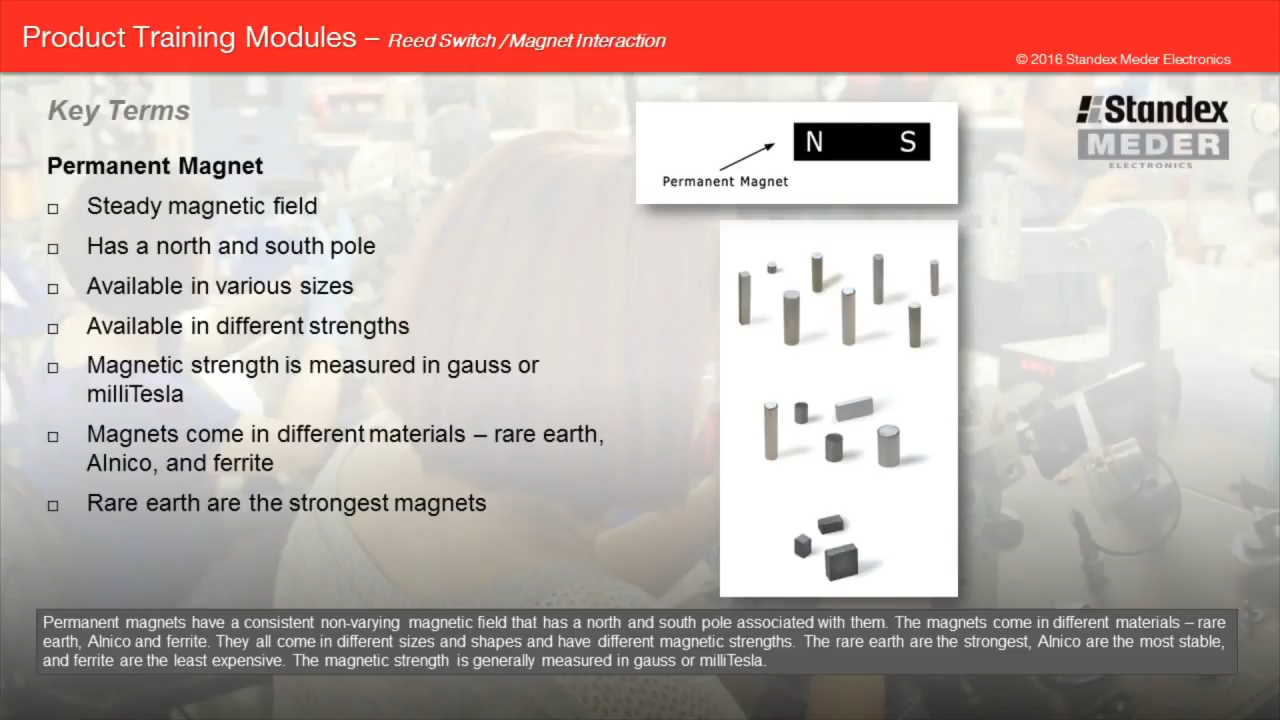 Product Training Modules – Reed Switch/Magnet Interaction
© 2016 Standex Meder Electronics
Key Terms
Standex
MEDER
ELECTRONICS
Permanent Magnet
□ Steady magnetic field
□ Has a north and south pole
□ Available in various sizes
□ Available in different strengths
□ Magnetic strength is measured in gauss or
milliTesla
□ Magnets come in different materials – rare earth,
Alnico, and ferrite
□ Rare earth are the strongest magnets
N S
Permanent Magnet
Permanent magnets have a consistent non-varying magnetic field that has a north and south pole associated with them. The magnets come in different materials – rare
earth, Alnico and ferrite. They all come in different sizes and shapes and have different magnetic strengths. The rare earth are the strongest, Alnico are the most stable,
and ferrite are the least expensive. The magnetic strength is generally measured in gauss or milliTesla.